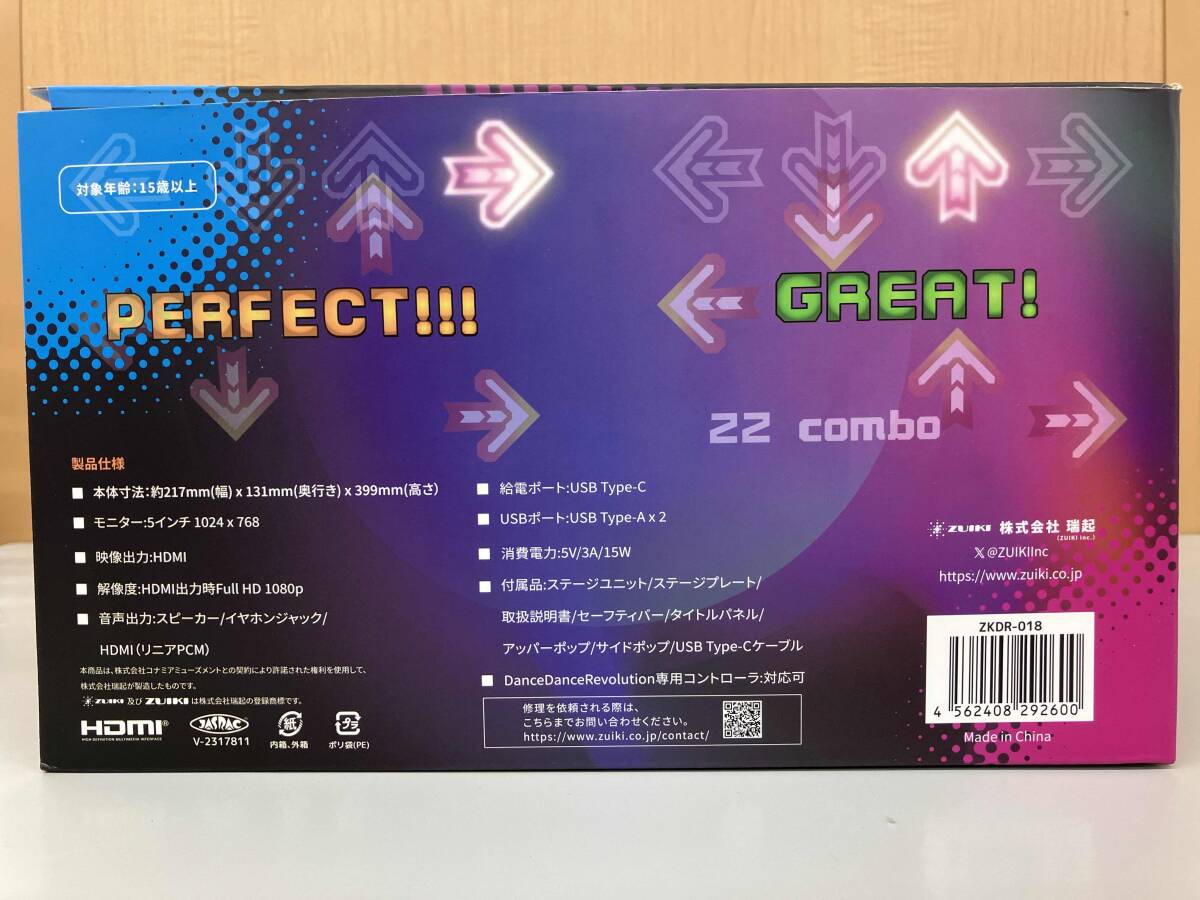 対象年齢:15歳以上
PERFECT!!!
GREAT!
22 combo
製品仕様
■ 本体寸法:約217mm(幅) x 131mm(奥行き) x 399mm(高さ)
■ モニター:5インチ 1024 x 768
■ 映像出力:HDMI
■ 解像度:HDMI出力時Full HD 1080p
■ 音声出力:スピーカー/イヤホンジャック/
HDMI(リニアPCM)
本商品は、株式会社コナミアミューズメントとの契約により許諾された権利を使用して、
株式会社瑞起が製造したものです。
ZUIKI 及び ZUIKI は株式会社瑞起の登録商標です。
HDMI®
HIGH-DEFINITION MULTIMEDIA INTERFACE
JASRAC
V-2317811
紙
内箱、外箱
プラ
ポリ袋(PE)
■ 給電ポート:USB Type-C
■ USBポート:USB Type-A x 2
■ 消費電力:5V/3A/15W
■ 付属品:ステージユニット/ステージプレート/
取扱説明書/セーフティバー/タイトルパネル/
アッパーポップ/サイドポップ/USB Type-Cケーブル
■ DanceDanceRevolution専用コントローラ:対応可
修理を依頼される際は、
こちらまでお問い合わせください。
https://www.zuiki.co.jp/contact/
ZUIKI 株式会社 瑞起
(ZUIKI Inc.)
X @ZUIKIInc
https://www.zuiki.co.jp
ZKDR-018
4 562408 292600
Made in China